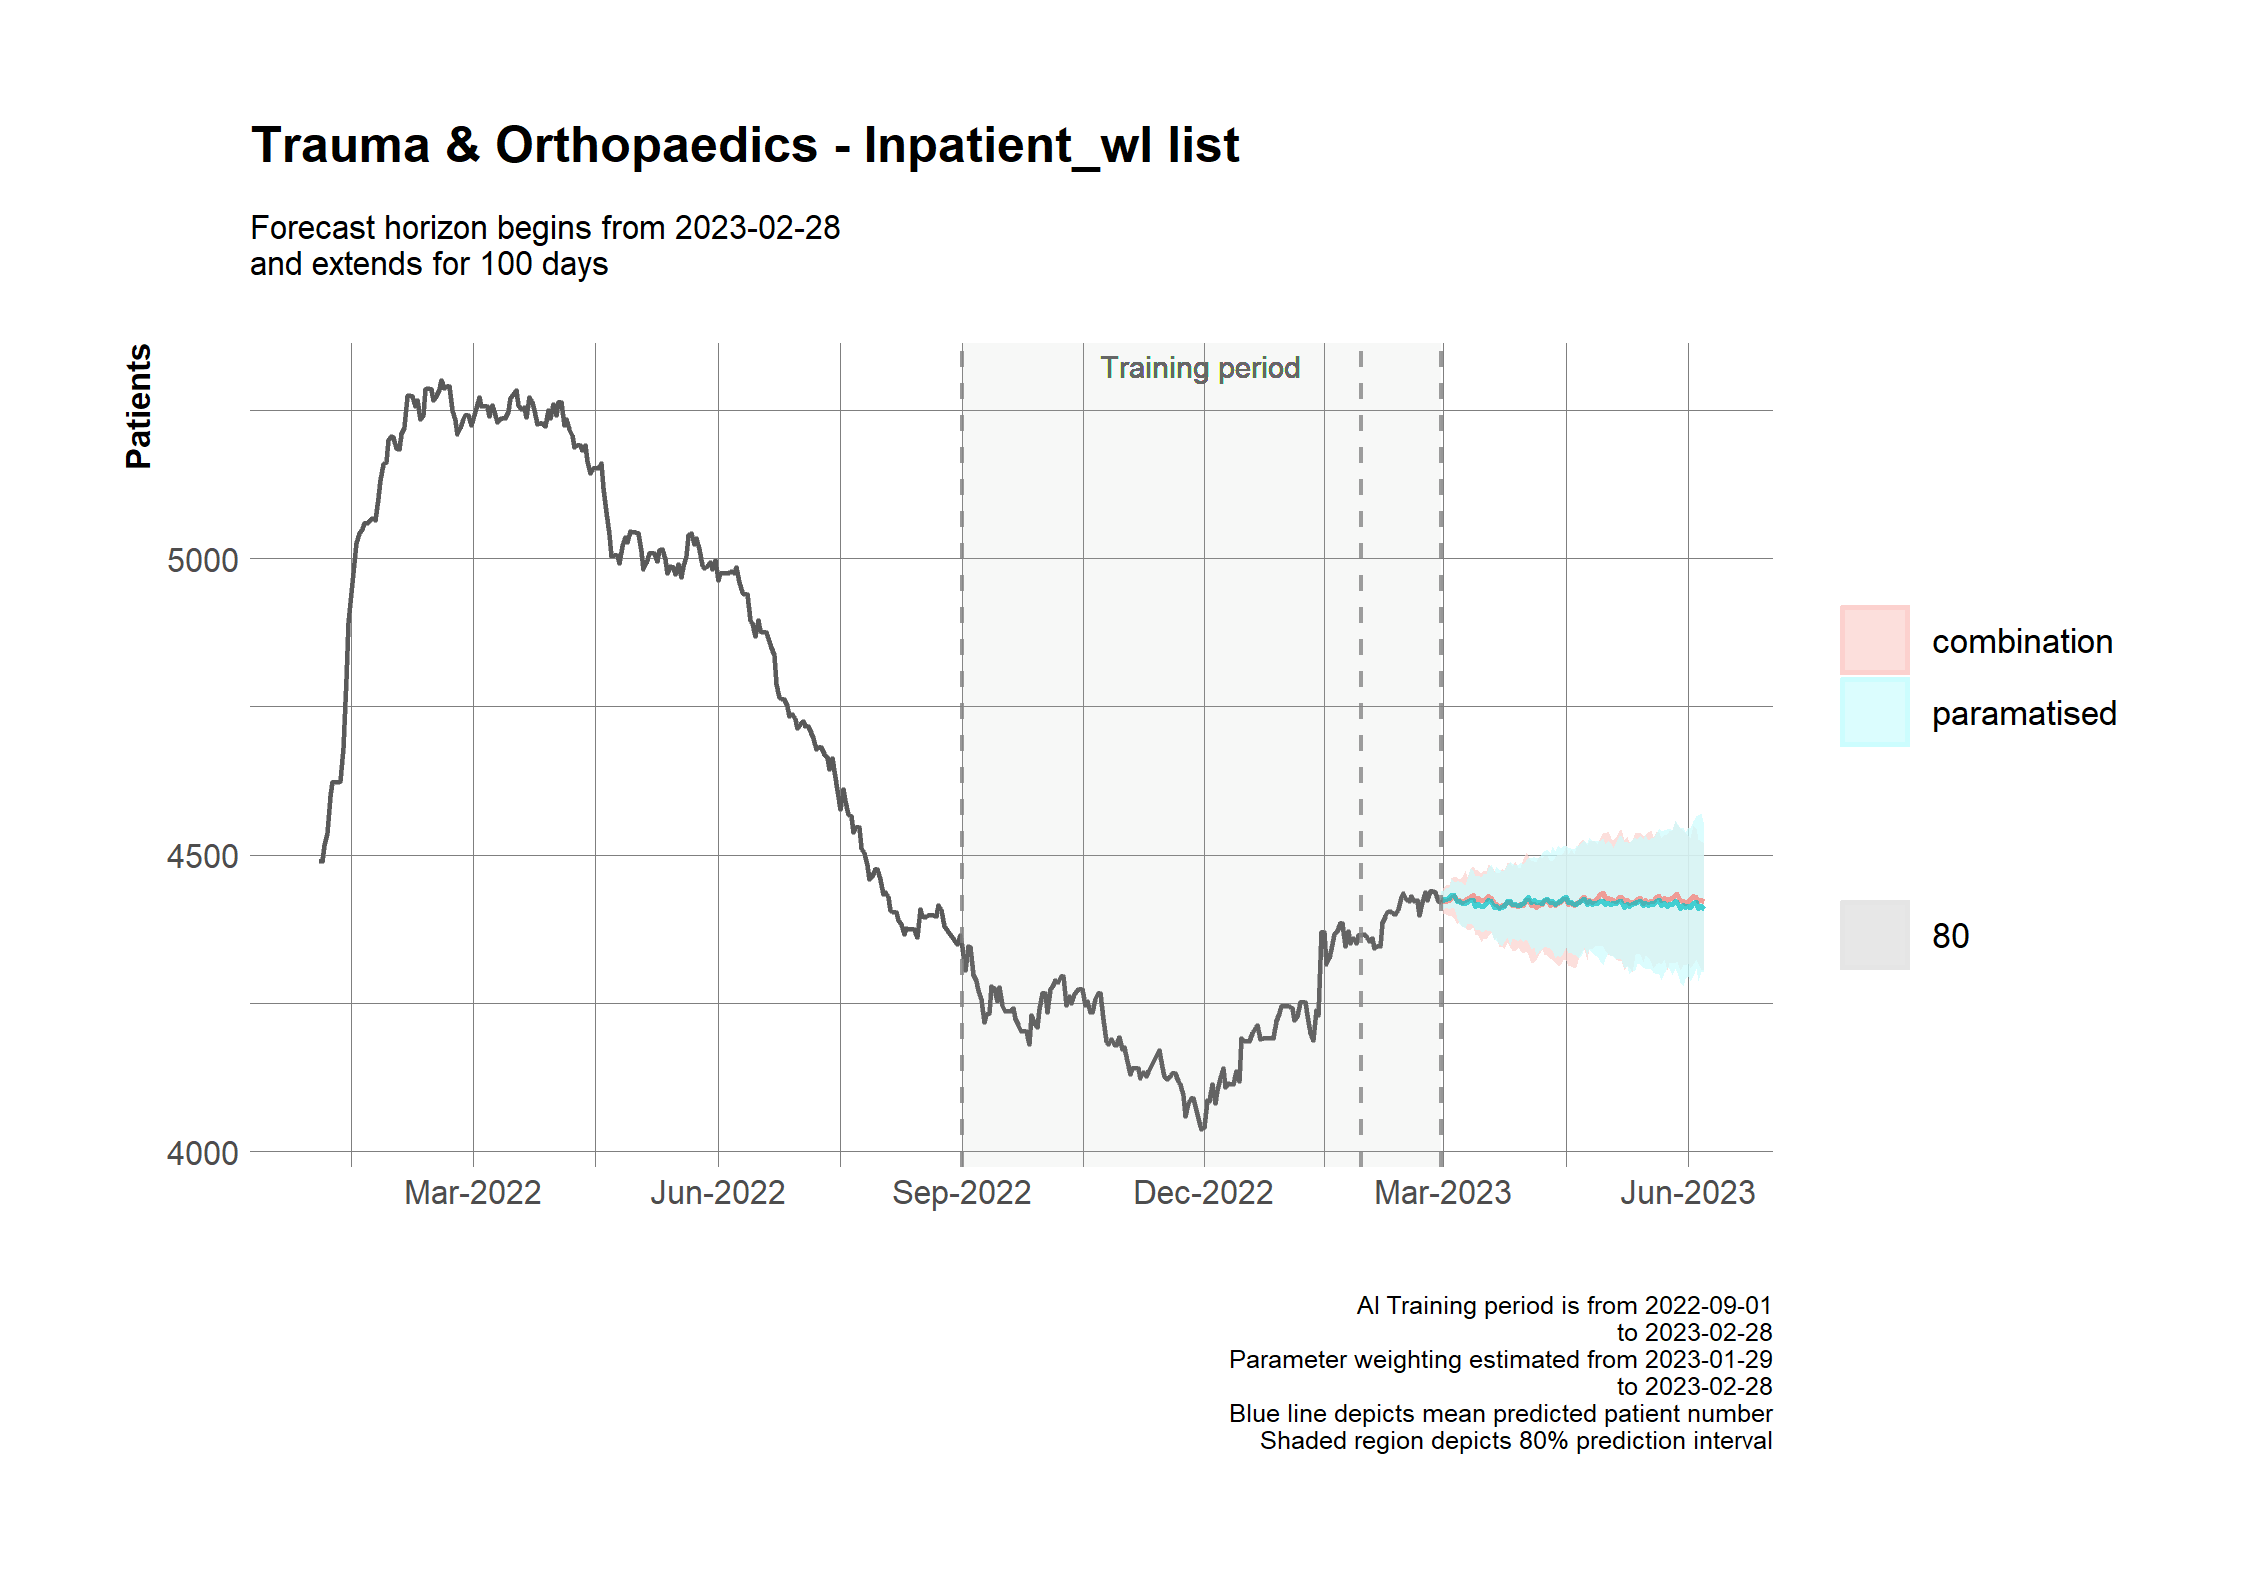 Trauma & Orthopaedics - Inpatient_wl list
Forecast horizon begins from 2023-02-28
and extends for 100 days
Patients
Training period
5000
4500
4000
Mar-2022
Jun-2022
Sep-2022
Dec-2022
Mar-2023
Jun-2023
combination
paramatised
80
AI Training period is from 2022-09-01
to 2023-02-28
Parameter weighting estimated from 2023-01-29
to 2023-02-28
Blue line depicts mean predicted patient number
Shaded region depicts 80% prediction interval